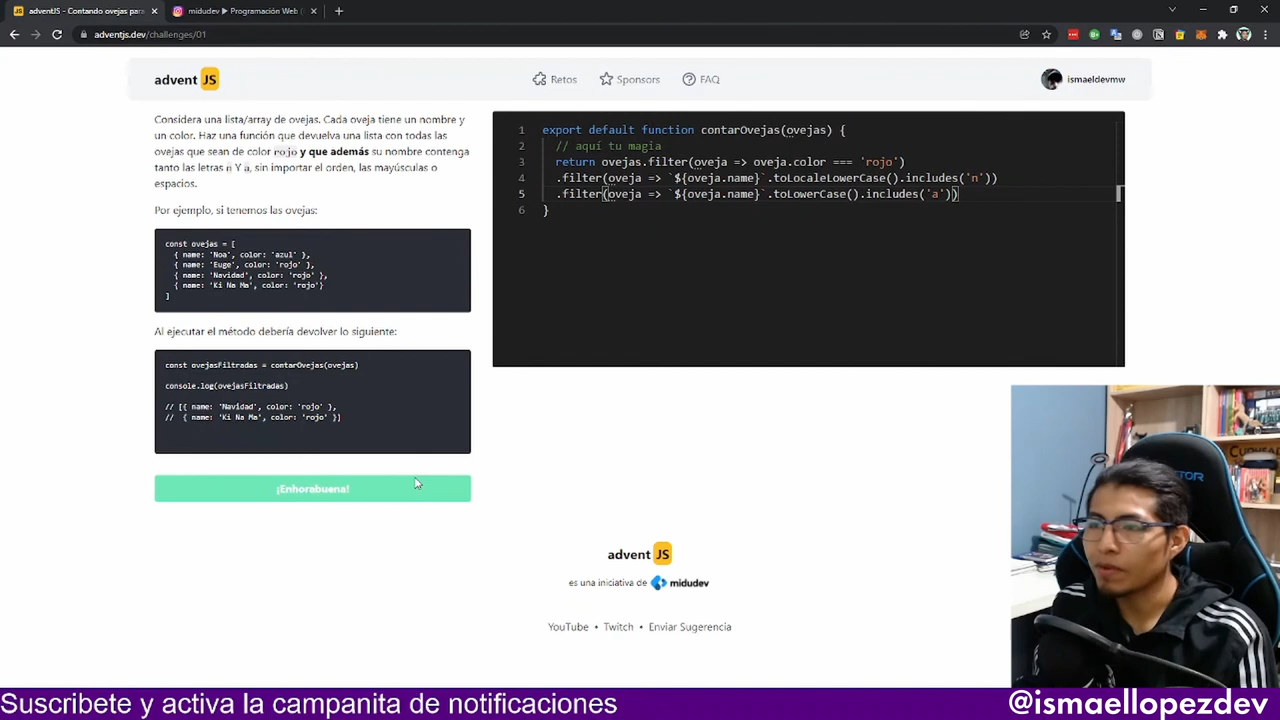 adventJS - Contando ovejas para
midudev ▶ Programación Web (
adventjs.dev/challenges/01
advent JS
Retos
Sponsors
FAQ
ismaeldevmw
Considera una lista/array de ovejas. Cada oveja tiene un nombre y
un color. Haz una función que devuelva una lista con todas las
ovejas que sean de color rojo y que además su nombre contenga
tanto las letras n Y a, sin importar el orden, las mayúsculas o
espacios.
Por ejemplo, si tenemos las ovejas:
const ovejas = [
{ name: 'Noa', color: 'azul' },
{ name: 'Euge', color: 'rojo' },
{ name: 'Navidad', color: 'rojo' },
{ name: 'Ki Na Ma', color: 'rojo'}
]
Al ejecutar el método debería devolver lo siguiente:
const ovejasFiltradas = contarOvejas(ovejas)
console.log(ovejasFiltradas)
// [{ name: 'Navidad', color: 'rojo' },
// { name: 'Ki Na Ma', color: 'rojo' }]
¡Enhorabuena!
1 export default function contarOvejas(ovejas) {
2 // aquí tu magia
3 return ovejas.filter(oveja => oveja.color === 'rojo')
4 .filter(oveja => `${oveja.name}`.toLocaleLowerCase().includes('n'))
5 .filter(oveja => `${oveja.name}`.toLowerCase().includes('a'))
6 }
advent JS
es una iniciativa de midudev
YouTube • Twitch • Enviar Sugerencia
Suscribete y activa la campanita de notificaciones
@ismaellopezdev